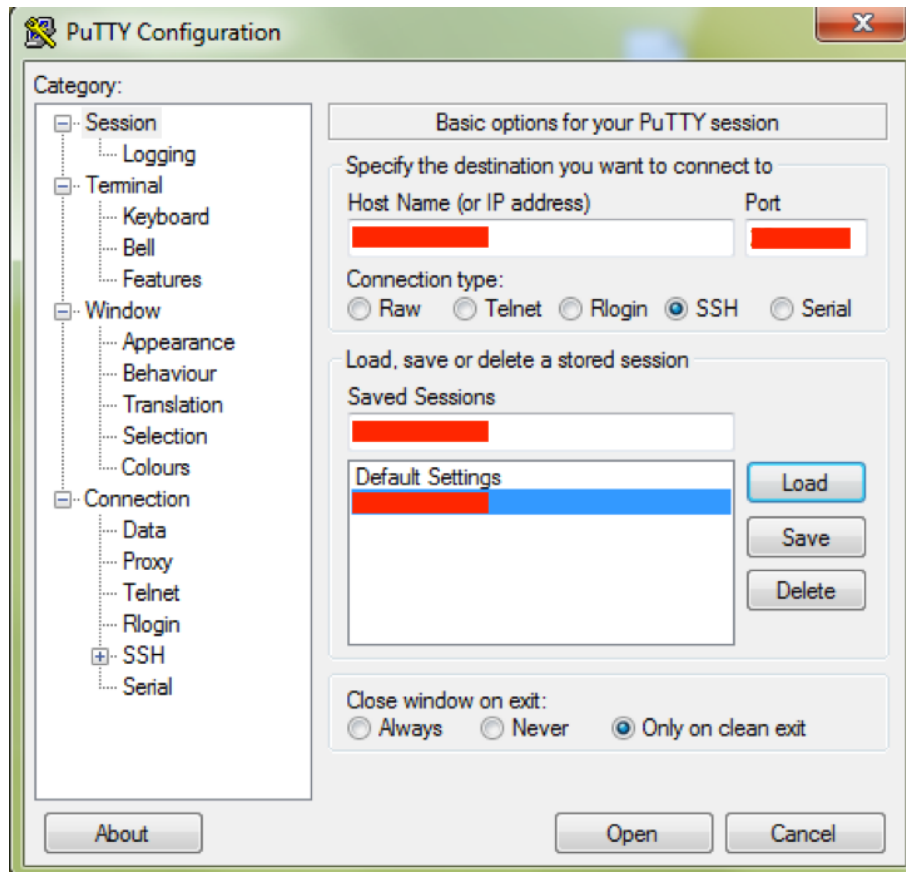 PuTTY Configuration
Category:
Session
Logging
Terminal
Keyboard
Bell
Features
Window
Appearance
Behaviour
Translation
Selection
Colours
Connection
Data
Proxy
Telnet
Rlogin
SSH
Serial
Basic options for your PuTTY session
Specify the destination you want to connect to
Host Name (or IP address) Port
Connection type:
Raw Telnet Rlogin SSH Serial
Load, save or delete a stored session
Saved Sessions
Default Settings
Load
Save
Delete
Close window on exit:
Always Never Only on clean exit
About Open Cancel